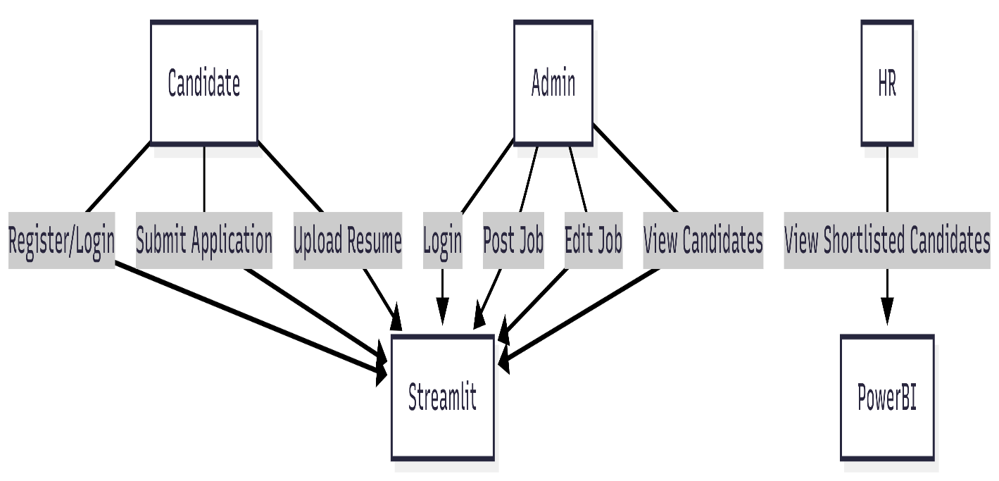 Candidate
Admin
HR
Register/Login
Submit Application
Upload Resume
Login
Post Job
Edit Job
View Candidates
View Shortlisted Candidates
Streamlit
PowerBI